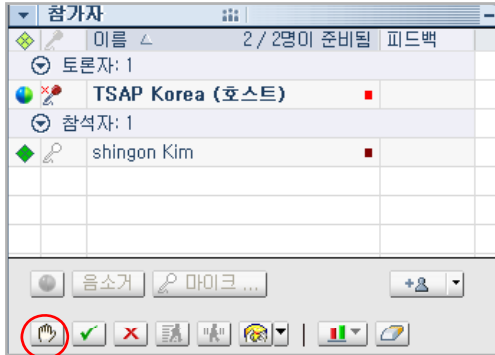 참가자
이름 2 / 2명이 준비됨 피드백
토론자: 1
TSAP Korea (호스트)
참석자: 1
shingon Kim
음소거 마이크 ...